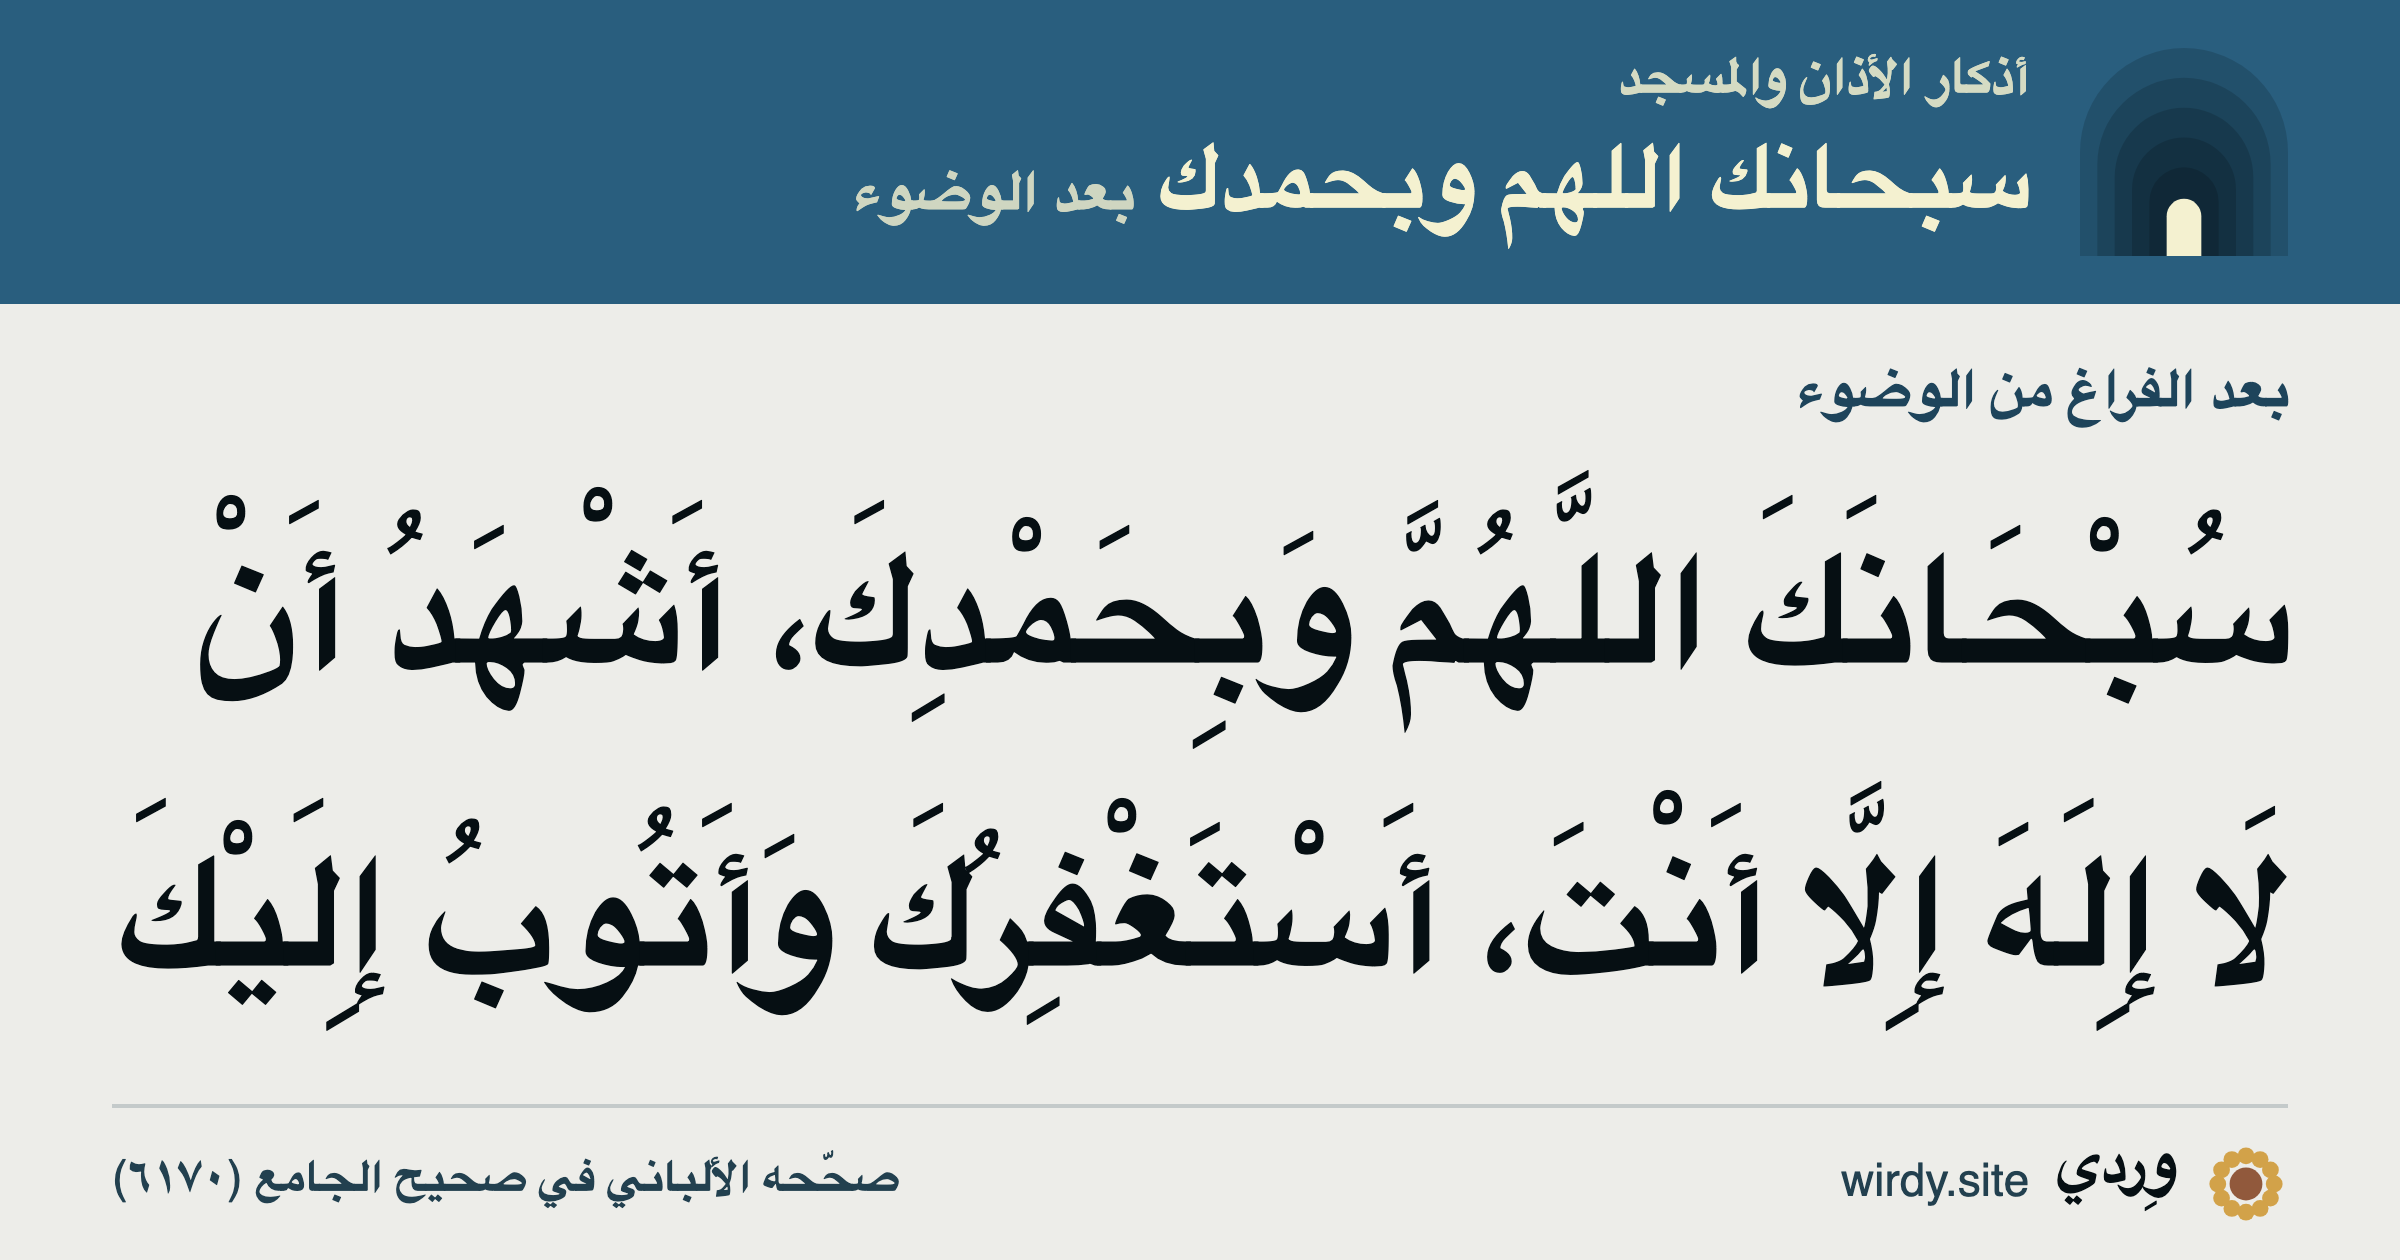 أذكار الأذان والمسجد
سبحانك اللهم وبحمدك بعد الوضوء
بعد الفراغ من الوضوء
سُبْحَانَكَ اللَّهُمَّ وَبِحَمْدِكَ، أَشْهَدُ أَنْ
لَا إِلَهَ إِلَّا أَنْتَ، أَسْتَغْفِرُكَ وَأَتُوبُ إِلَيْكَ
وِردي wirdy.site
صحّحه الألباني في صحيح الجامع (٦١٧٠)